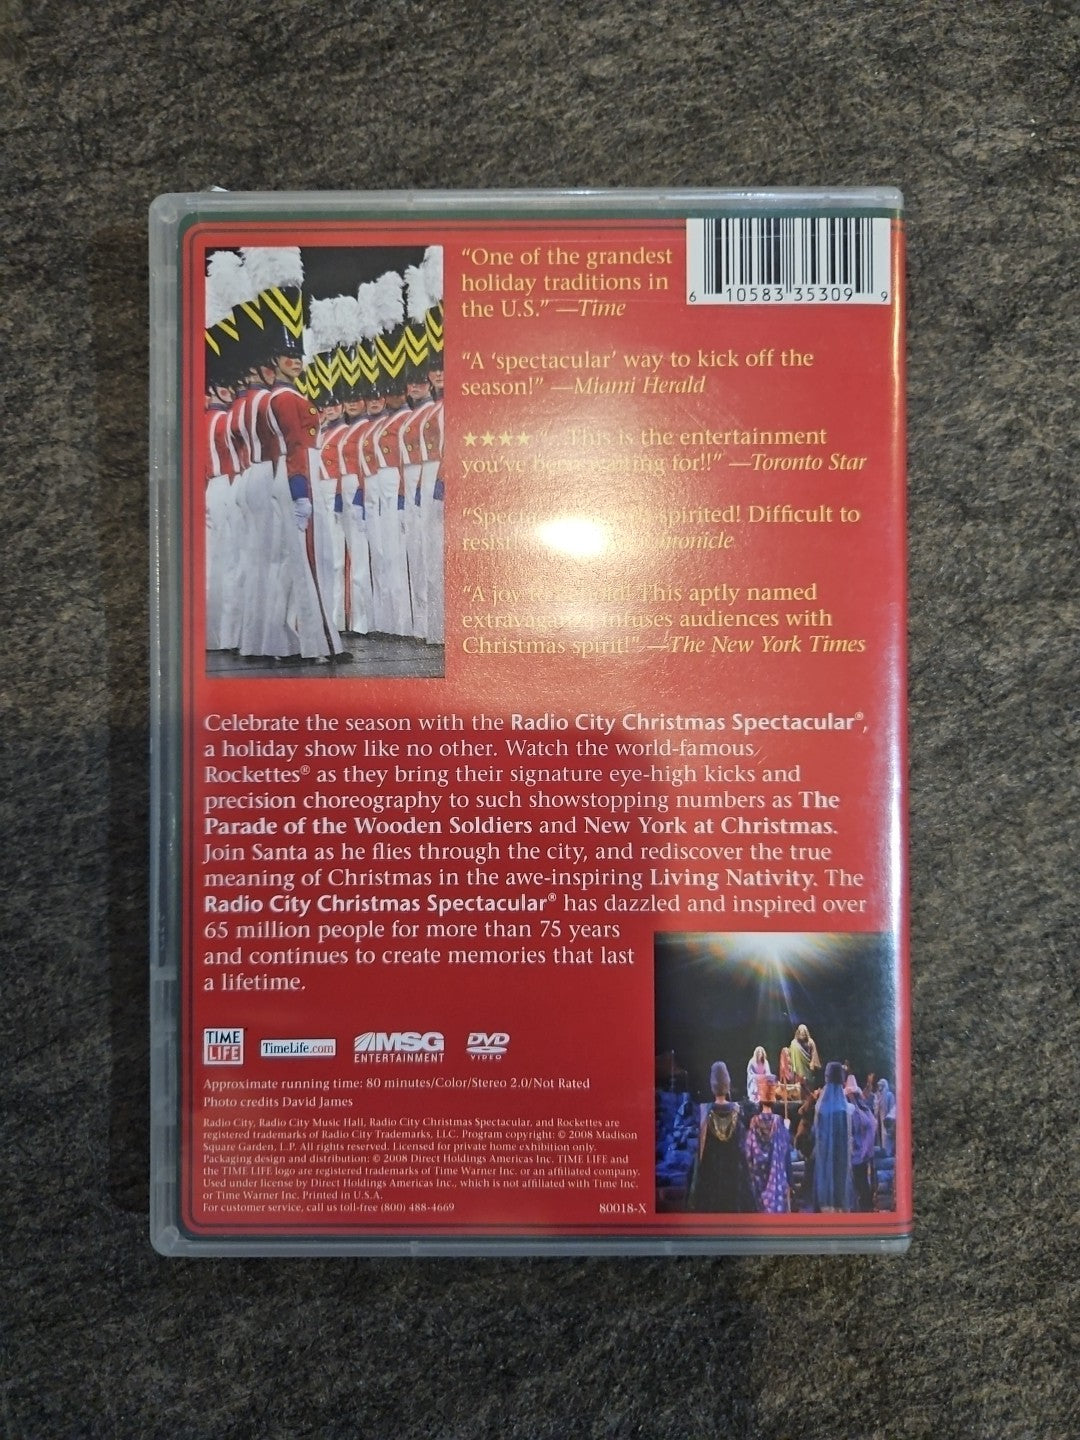 "One of the grandest
holiday traditions in
the U.S." —Time
6 10583 35309 9
"A 'spectacular' way to kick off the
season!" —Miami Herald
★★★★ "...This is the entertainment
you've been waiting for!!" —Toronto Star
spirited! Difficult to
resist! Chronicle
"A joy to behold! This aptly named
extravaganza infuses audiences with
Christmas spirit!" —The New York Times
Celebrate the season with the Radio City Christmas Spectacular®,
a holiday show like no other. Watch the world-famous
Rockettes® as they bring their signature eye-high kicks and
precision choreography to such showstopping numbers as The
Parade of the Wooden Soldiers and New York at Christmas.
Join Santa as he flies through the city, and rediscover the true
meaning of Christmas in the awe-inspiring Living Nativity. The
Radio City Christmas Spectacular® has dazzled and inspired over
65 million people for more than 75 years
and continues to create memories that last
a lifetime.
TIME
LIFE
TimeLife.com
MSG
ENTERTAINMENT
DVD
VIDEO
Approximate running time: 80 minutes/Color/Stereo 2.0/Not Rated
Photo credits David James
Radio City, Radio City Music Hall, Radio City Christmas Spectacular, and Rockettes are
registered trademarks of Radio City Trademarks, LLC. Program copyright: © 2008 Madison
Square Garden, L.P. All rights reserved. Licensed for private home exhibition only.
Packaging design and distribution: © 2008 Direct Holdings Americas Inc. TIME LIFE and
the TIME LIFE logo are registered trademarks of Time Warner Inc. or an affiliated company.
Used under license by Direct Holdings Americas Inc., which is not affiliated with Time Inc.
or Time Warner Inc. Printed in U.S.A.
For customer service, call us toll-free (800) 488-4669
80018-X